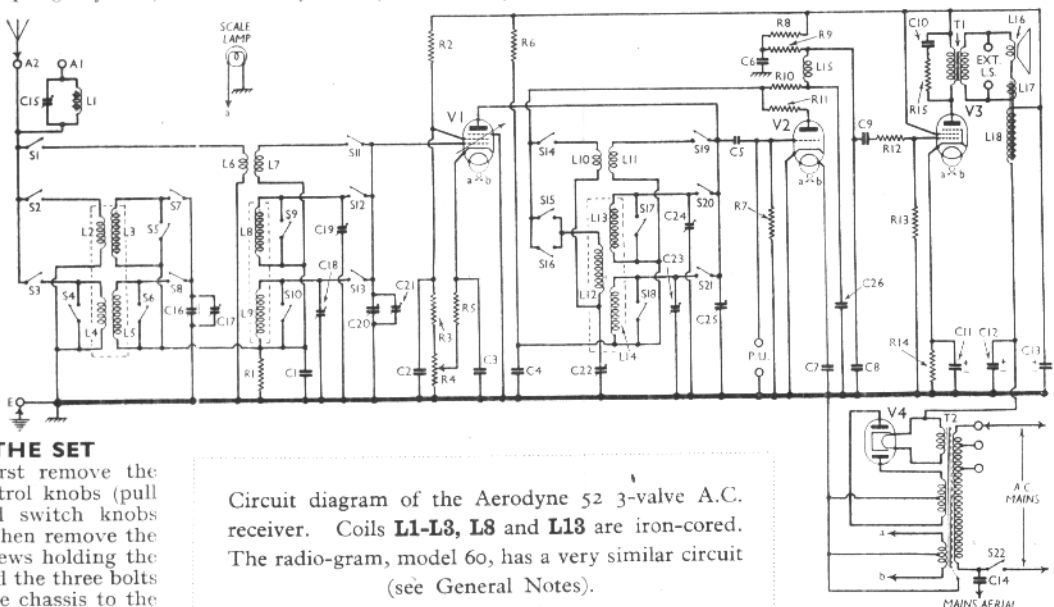 SCALE
LAMP
a
A2
A1
C15
L1
R2
R6
R8
R9
C6
L15
R10
R11
C10
T1
L16
EXT.
L.S.
R15
L17
V3
L18
V1
V2
C9
R12
S1
L6
L7
S11
S14
L10
L11
S19
C5
a b
a b
a b
S2
S7
S9
S12
S15
L13
S17
S20
R7
R13
L2
L3
S5
L8
C19
C24
S16
C18
C23
S3
S4
S6
S8
S10
S13
C21
L12
S18
S21
C26
C16
C17
L4
L5
L9
C20
R3
R5
L14
C25
R14
C11
C12
C13
R1
C1
C2
R4
C3
C4
C22
P.U.
C7
C8
E
V4
T2
THE SET
rst remove the
trol knobs (pull
l switch knobs
hen remove the
ews holding the
d the three bolts
e chassis to the
Circuit diagram of the Aerodyne 52 3-valve A.C.
receiver. Coils L1-L3, L8 and L13 are iron-cored.
The radio-gram, model 60, has a very similar circuit
(see General Notes).
A.C
MAINS
a
b
S22
C14
MAINS AERIAL